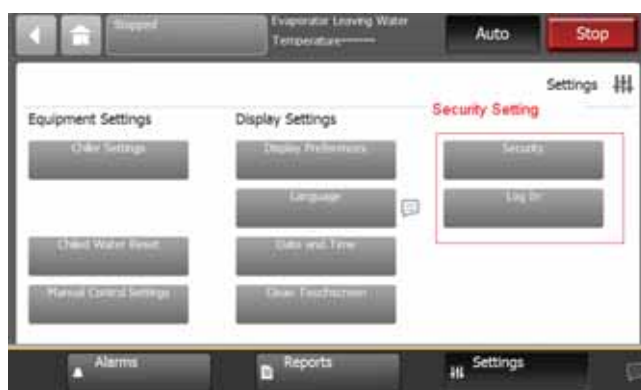 Stopped
Evaporator Leaving Water
Temperature------
Auto
Stop
Settings
Equipment Settings
Display Settings
Security Setting
Chiller Settings
Display Preferences
Security
Language
Log In
Chilled Water Reset
Date and Time
Manual Control Settings
Clean Touchscreen
Alarms
Reports
Settings